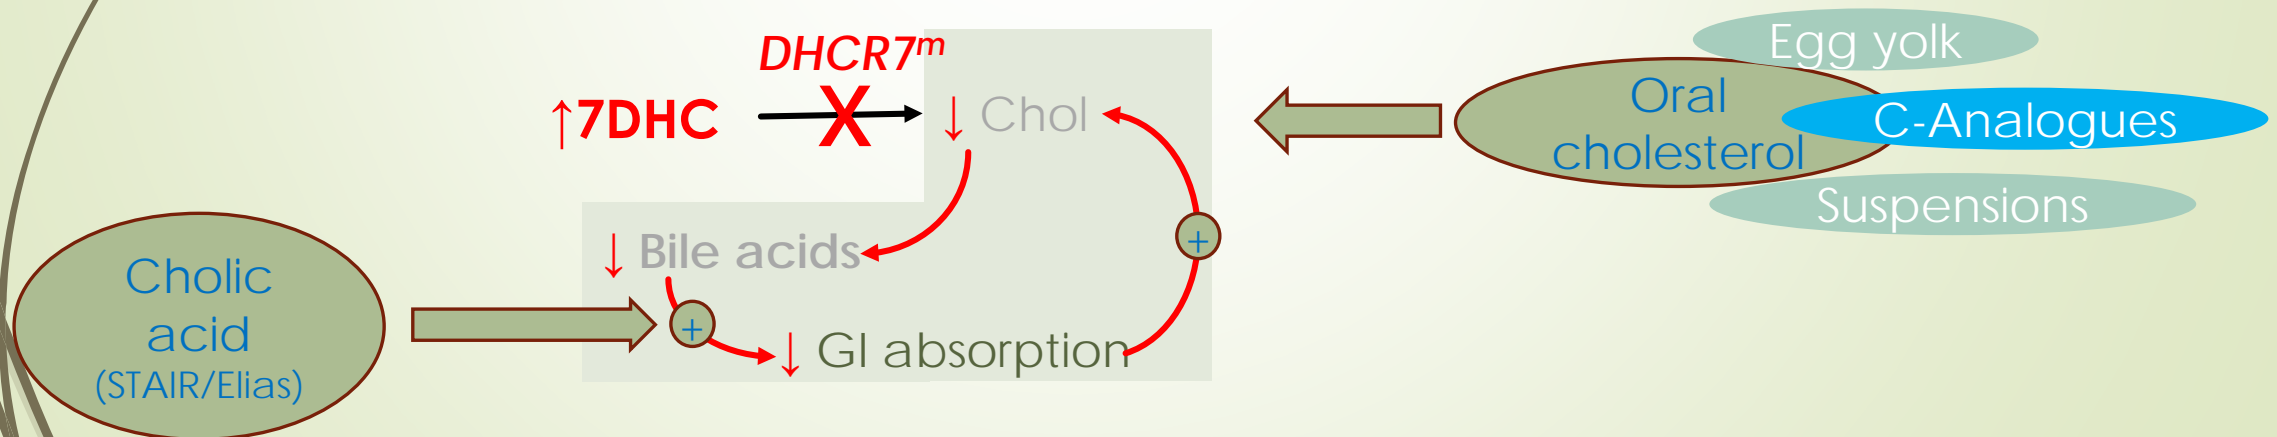 Egg yolk
DHCR7ᵐ
↑7DHC
X
↓ Chol
Oral
cholesterol
C-Analogues
Suspensions
↓ Bile acids
+
Cholic
acid
(STAIR/Elias)
+
↓ GI absorption